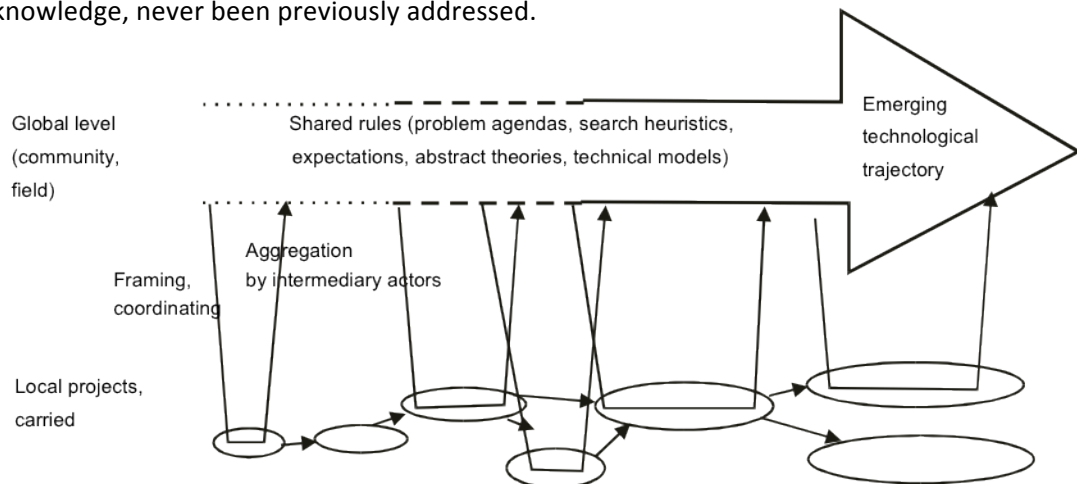 knowledge, never been previously addressed.
Global level
(community,
field)
Shared rules (problem agendas, search heuristics,
expectations, abstract theories, technical models)
Emerging
technological
trajectory
Aggregation
by intermediary actors
Framing,
coordinating
Local projects,
carried